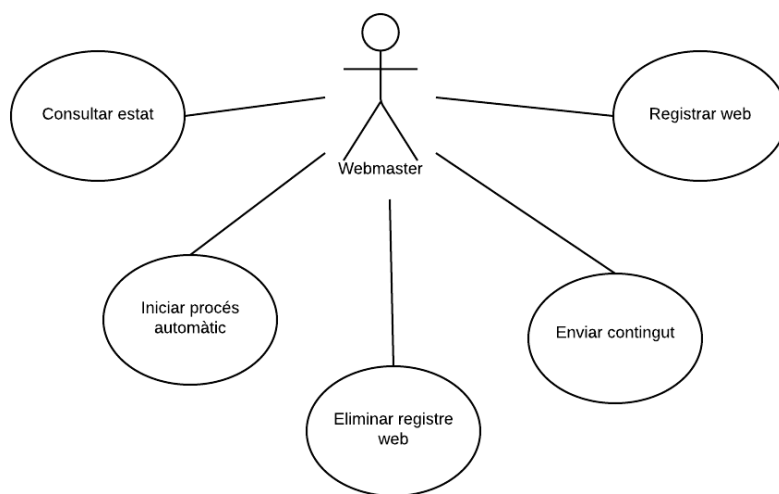 Consultar estat
Registrar web
Webmaster
Iniciar procés
automàtic
Enviar contingut
Eliminar registre
web